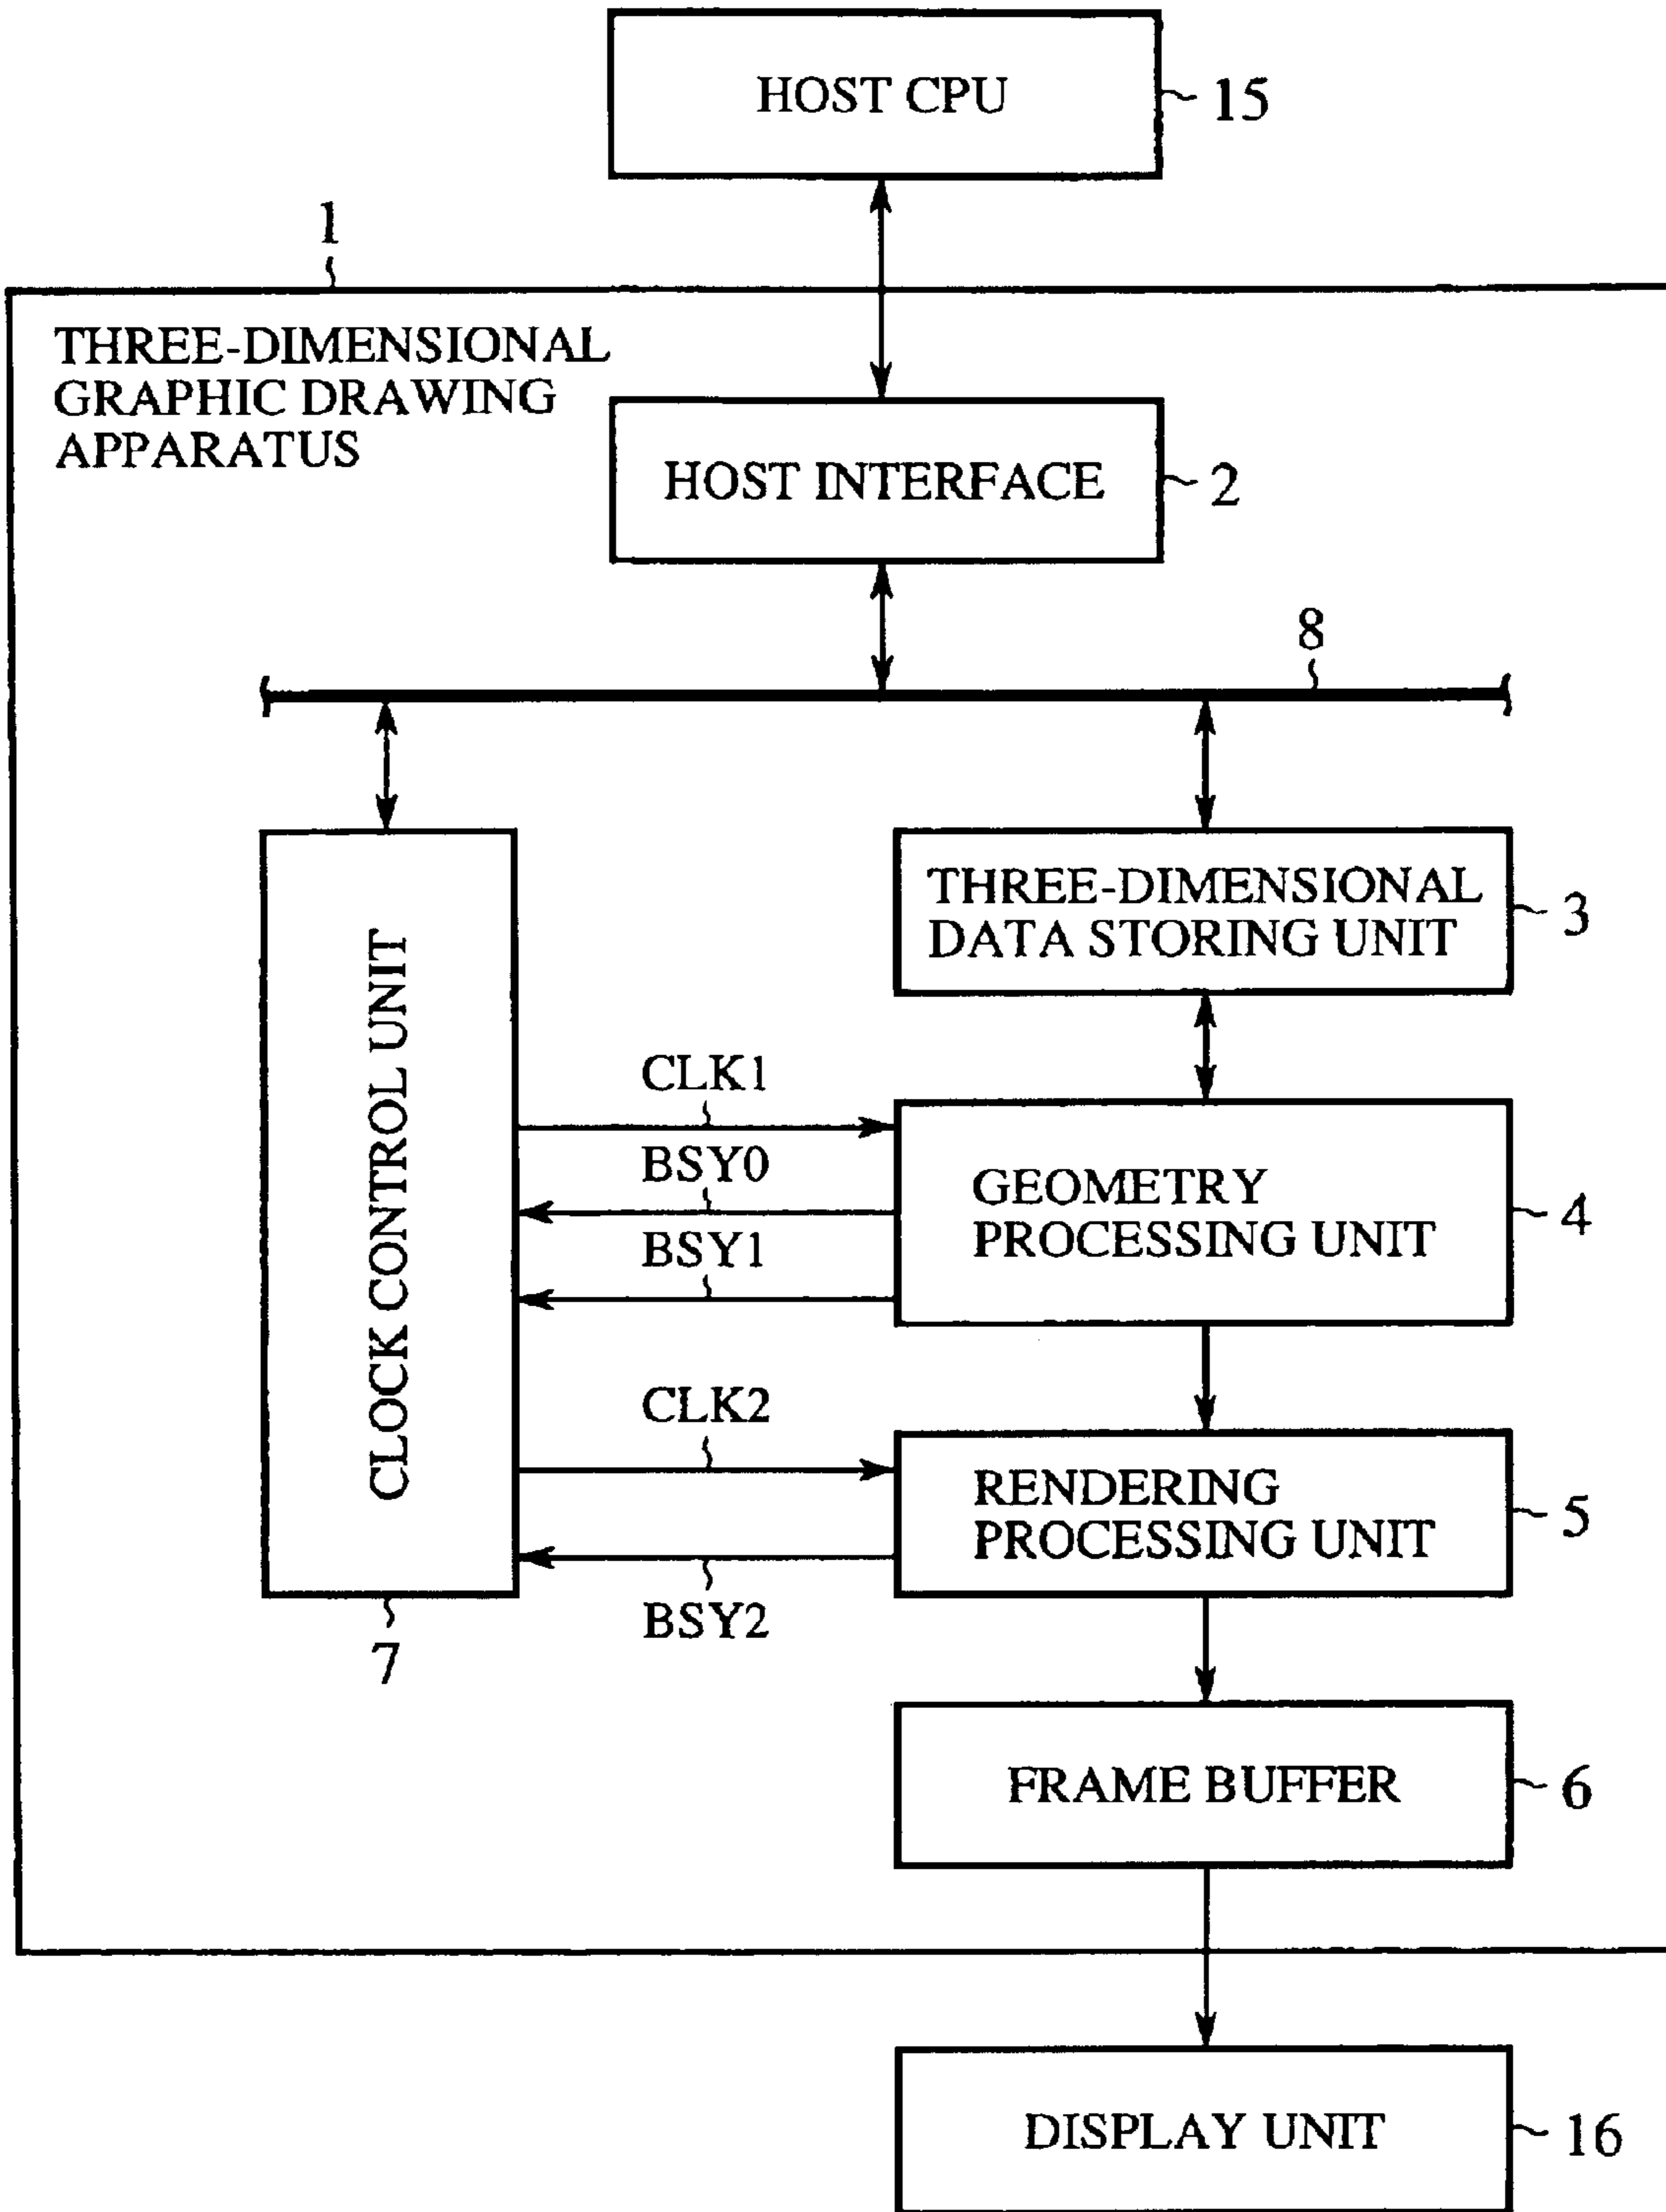 HOST CPU
15
1
THREE-DIMENSIONAL
GRAPHIC DRAWING
APPARATUS
HOST INTERFACE
2
8
CLOCK CONTROL UNIT
7
THREE-DIMENSIONAL
DATA STORING UNIT
3
CLK1
BSY0
BSY1
GEOMETRY
PROCESSING UNIT
4
CLK2
BSY2
RENDERING
PROCESSING UNIT
5
FRAME BUFFER
6
DISPLAY UNIT
16